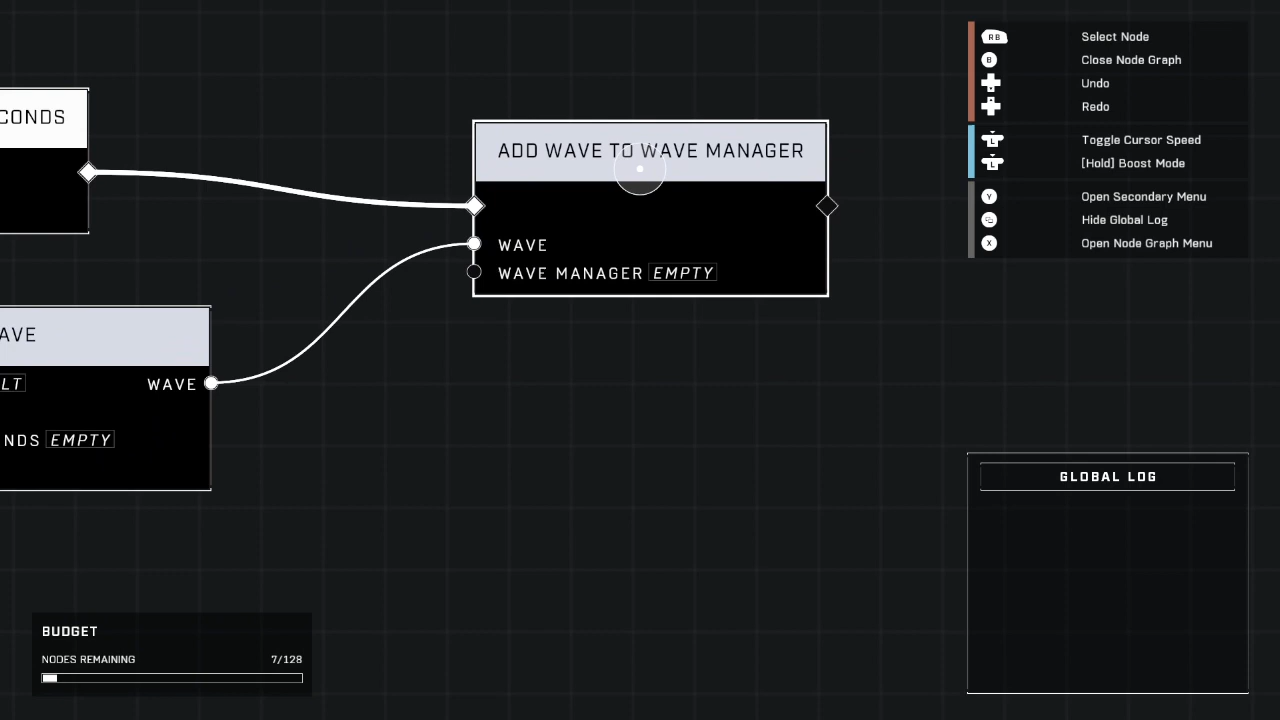 CONDS
ADD WAVE TO WAVE MANAGER
WAVE
WAVE MANAGER EMPTY
AVE
LT
WAVE
NDS EMPTY
RB Select Node
B Close Node Graph
Undo
Redo
L Toggle Cursor Speed
L [Hold] Boost Mode
Y Open Secondary Menu
Hide Global Log
X Open Node Graph Menu
GLOBAL LOG
BUDGET
NODES REMAINING 7/128